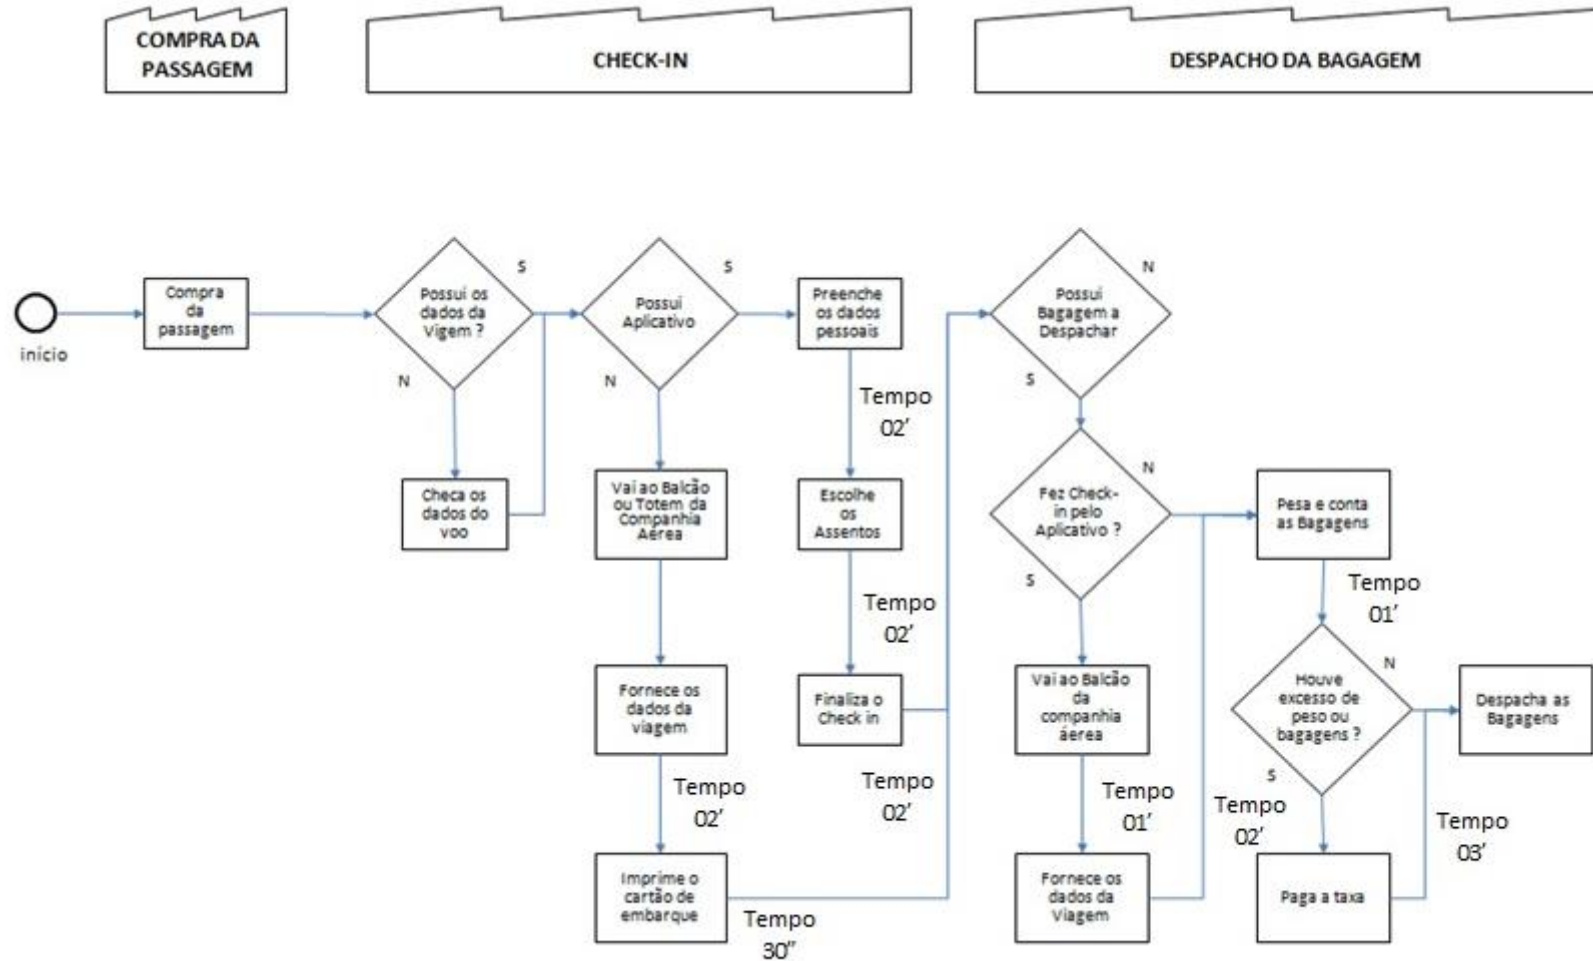 COMPRA DA
PASSAGEM
CHECK-IN
DESPACHO DA BAGAGEM
início
Compra
da
passagem
Possui os
dados da
Vigem ?
S
N
Checa os
dados do
voo
Possui
Aplicativo
S
N
Vai ao Balcão
ou Totem da
Companhia
Aérea
Fornece os
dados da
viagem
Tempo
02’
Imprime o
cartão de
embarque
Tempo
30”
Preenche
os dados
pessoais
Tempo
02’
Escolhe
os
Assentos
Tempo
02’
Finaliza o
Check in
Tempo
02’
Possui
Bagagem a
Despachar
N
S
Fez Check-
in pelo
Aplicativo ?
N
S
Vai ao Balcão
da
companhia
áerea
Tempo
01’
Fornece os
dados da
Viagem
Tempo
02’
Pesa e conta
as Bagagens
Tempo
01’
Houve
excesso de
peso ou
bagagens ?
N
S
Paga a taxa
Tempo
03’
Despacha as
Bagagens